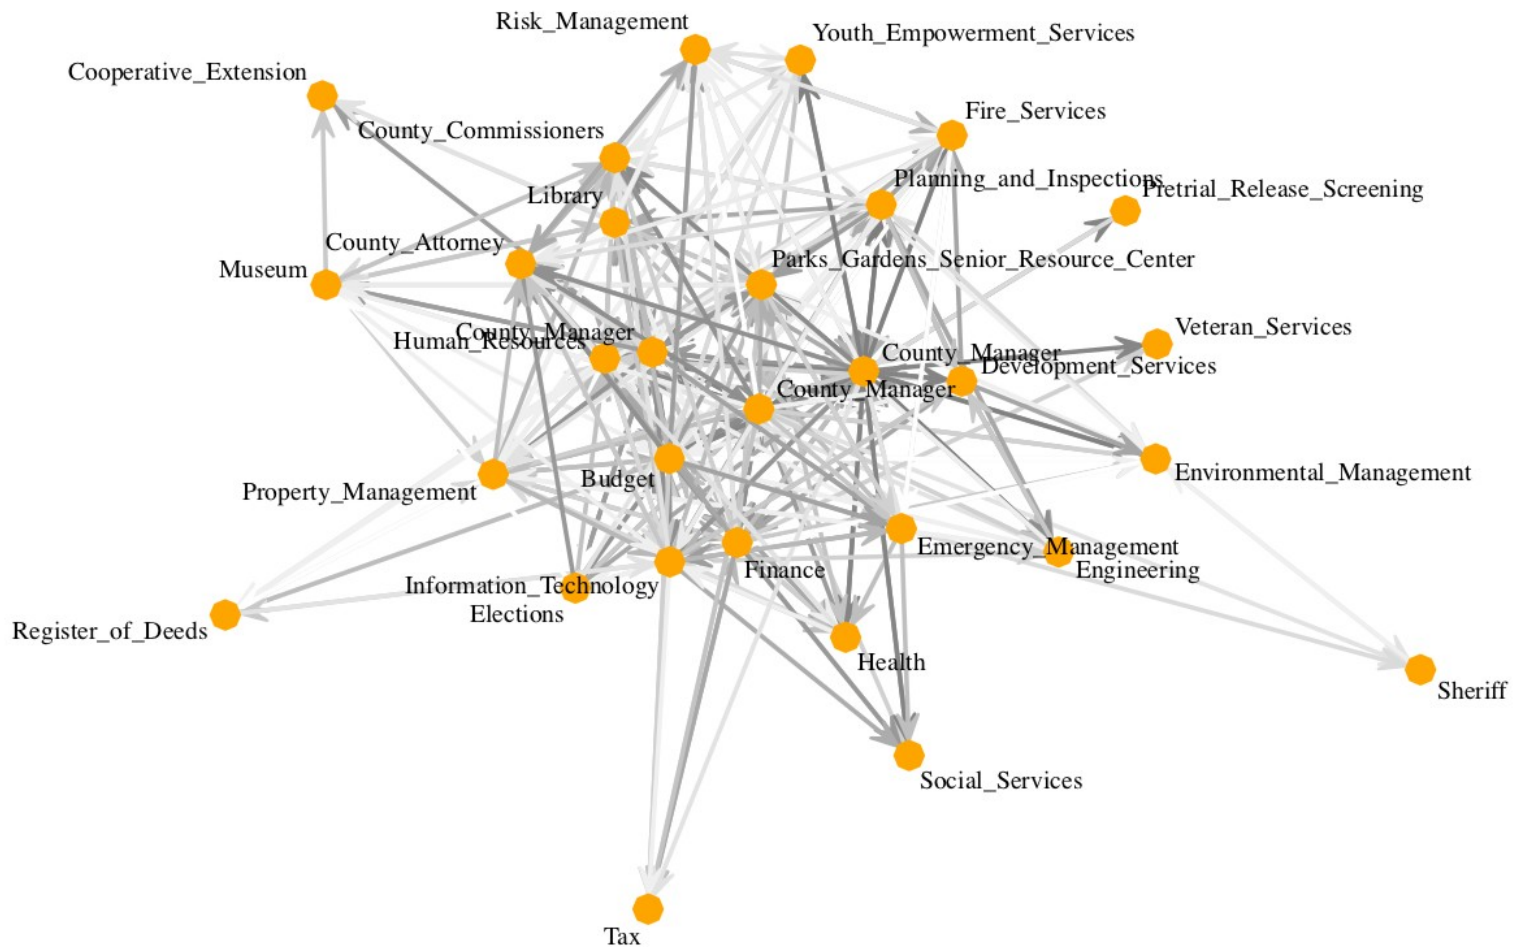 Risk_Management
Youth_Empowerment_Services
Cooperative_Extension
Fire_Services
County_Commissioners
Planning_and_Inspections
Pretrial_Release_Screening
Library
County_Attorney
Parks_Gardens_Senior_Resource_Center
Museum
Veteran_Services
County_Manager
Human_Resources
County_Manager
Development_Services
County_Manager
Environmental_Management
Budget
Property_Management
Emergency_Management
Finance
Engineering
Information_Technology
Elections
Register_of_Deeds
Health
Sheriff
Social_Services
Tax